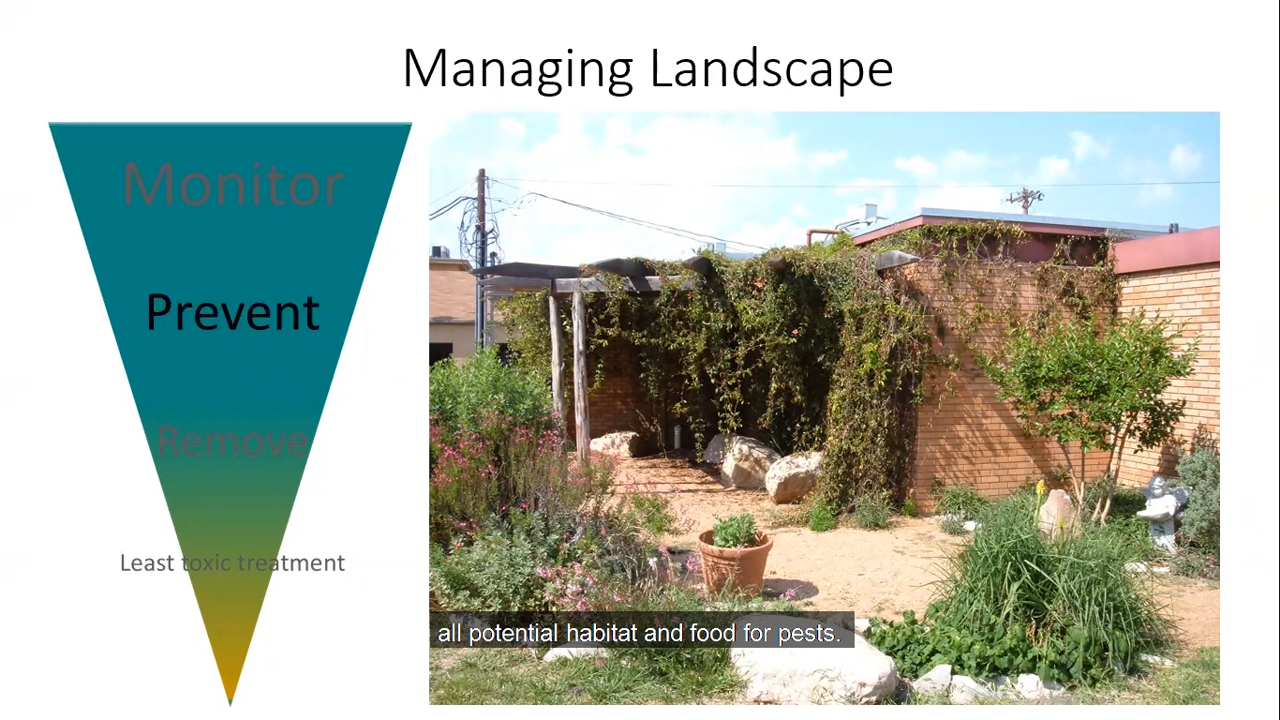 Managing Landscape
Monitor
Prevent
Remove
Least toxic treatment
all potential habitat and food for pests.